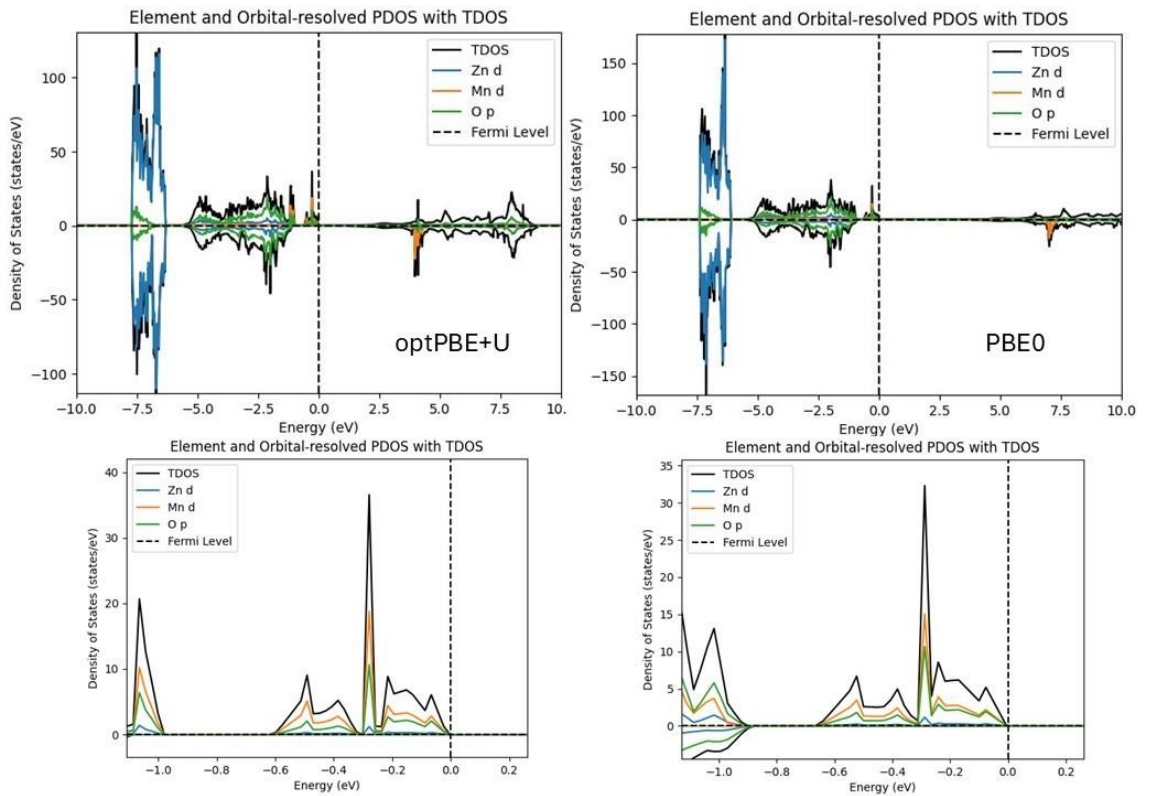 Element and Orbital-resolved PDOS with TDOS
Density of States (states/eV)
100
50
0
−50
−100
TDOS
Zn d
Mn d
O p
Fermi Level
optPBE+U
−10.0 −7.5 −5.0 −2.5 0.0 2.5 5.0 7.5 10.
Energy (eV)
Element and Orbital-resolved PDOS with TDOS
Density of States (states/eV)
150
100
50
0
−50
−100
−150
TDOS
Zn d
Mn d
O p
Fermi Level
PBE0
−10.0 −7.5 −5.0 −2.5 0.0 2.5 5.0 7.5 10.0
Energy (eV)
Element and Orbital-resolved PDOS with TDOS
Density of States (states/eV)
40
30
20
10
0
TDOS
Zn d
Mn d
O p
Fermi Level
−1.0 −0.8 −0.6 −0.4 −0.2 0.0 0.2
Energy (eV)
Element and Orbital-resolved PDOS with TDOS
Density of States (states/eV)
35
30
25
20
15
10
5
0
TDOS
Zn d
Mn d
O p
Fermi Level
−1.0 −0.8 −0.6 −0.4 −0.2 0.0 0.2
Energy (eV)